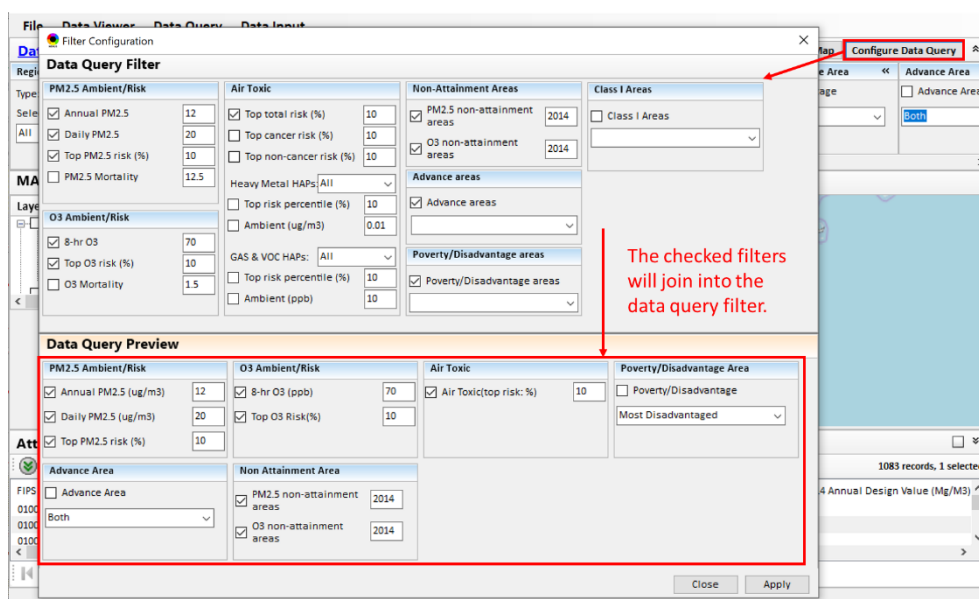 File Data Viewer Data Query Data Input
Filter Configuration
Map Configure Data Query
Data Query Filter
Advance Area
Advance Area
Both
PM2.5 Ambient/Risk
Annual PM2.5 12
Daily PM2.5 20
Top PM2.5 risk (%) 10
PM2.5 Mortality 12.5
O3 Ambient/Risk
8-hr O3 70
Top O3 risk (%) 10
O3 Mortality 1.5
Air Toxic
Top total risk (%) 10
Top cancer risk (%) 10
Top non-cancer risk (%) 10
Heavy Metal HAPs: All
Top risk percentile (%) 10
Ambient (ug/m3) 0.01
GAS & VOC HAPs: All
Top risk percentile (%) 10
Ambient (ppb) 10
Non-Attainment Areas
PM2.5 non-attainment
areas 2014
O3 non-attainment
areas 2014
Advance areas
Advance areas
Poverty/Disadvantage areas
Poverty/Disadvantage areas
Class I Areas
Class I Areas
The checked filters
will join into the
data query filter.
Data Query Preview
PM2.5 Ambient/Risk
Annual PM2.5 (ug/m3) 12
Daily PM2.5 (ug/m3) 20
Top PM2.5 risk (%) 10
O3 Ambient/Risk
8-hr O3 (ppb) 70
Top O3 Risk(%) 10
Air Toxic
Air Toxic(top risk: %) 10
Poverty/Disadvantage Area
Poverty/Disadvantage
Most Disadvantaged
Advance Area
Advance Area
Both
Non Attainment Area
PM2.5 non-attainment
areas 2014
O3 non-attainment
areas 2014
1083 records, 1 selected
4 Annual Design Value (Mg/M3)
FIPS
0100
0100
0100
Close Apply